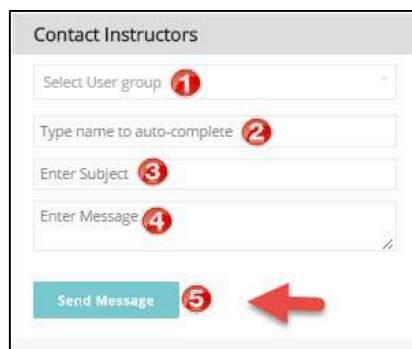 Contact Instructors
Select User group 1
Type name to auto-complete 2
Enter Subject 3
Enter Message 4
Send Message 5